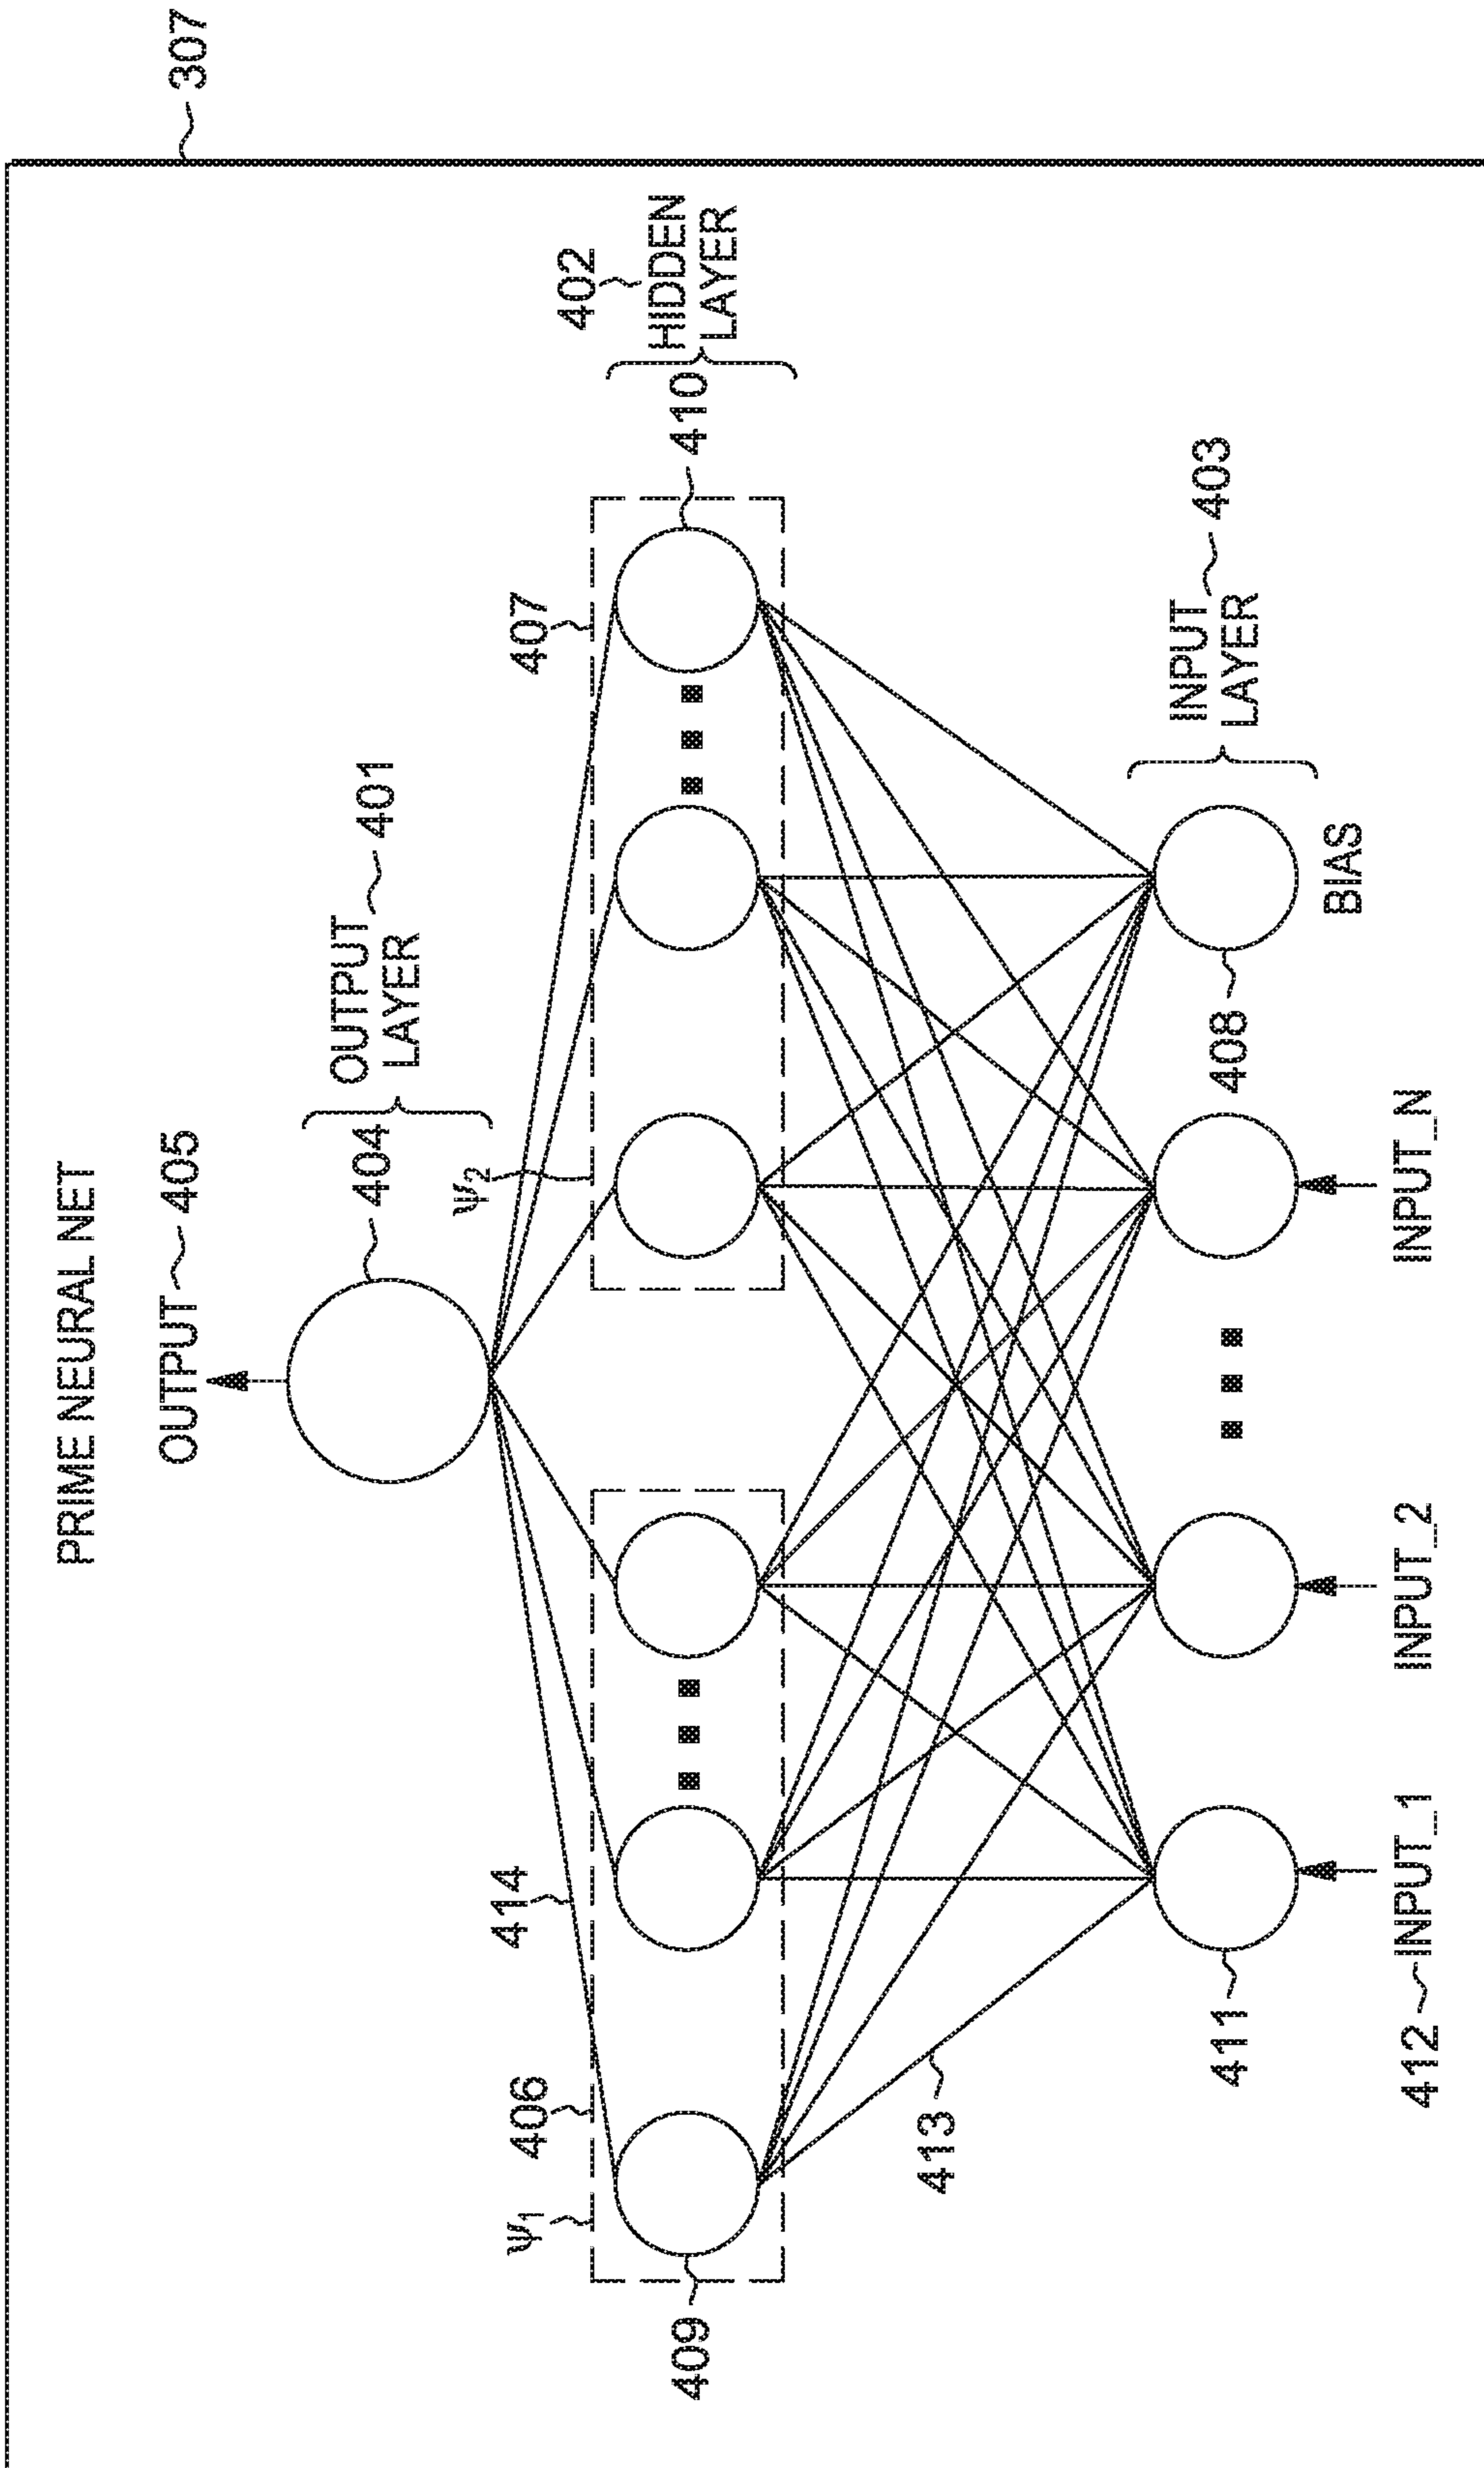 PRIME NEURAL NET
307
OUTPUT 405
404
OUTPUT
LAYER
401
ψ1
406
414
ψ2
407
402
HIDDEN
LAYER
409
410
413
INPUT
LAYER
403
411
408
BIAS
412 INPUT_1
INPUT_2
INPUT_N